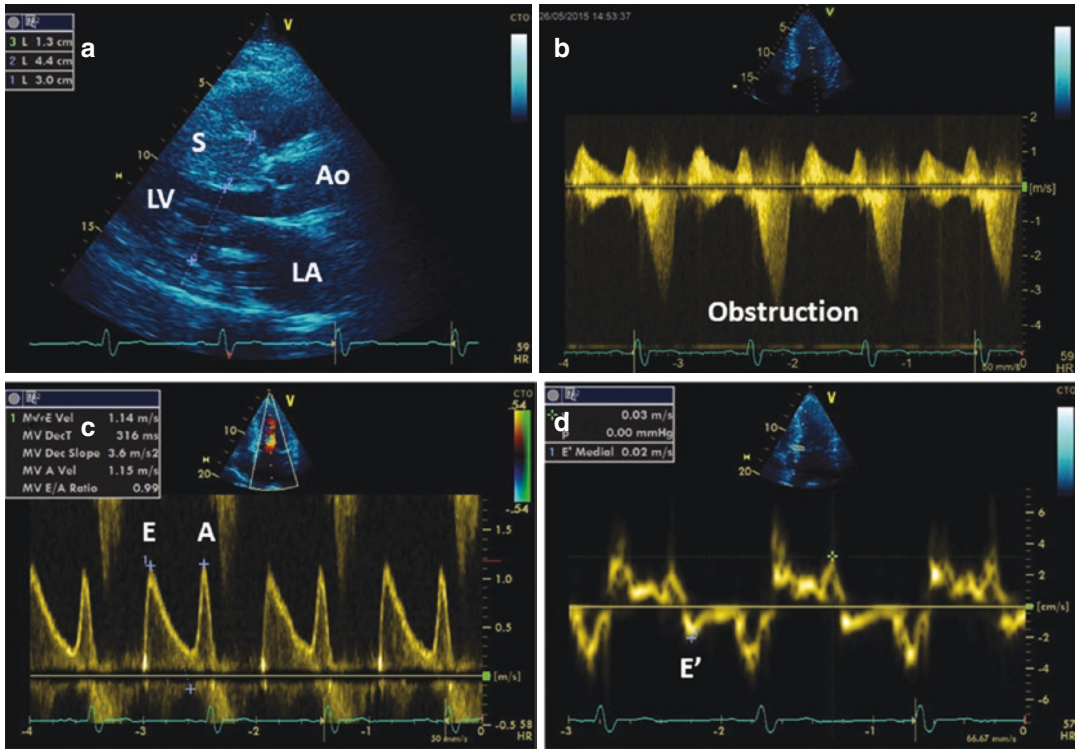 CTO
V
3 L 1.3 cm
2 L 4.4 cm
1 L 3.0 cm
a
5
S
10
Ao
LV
15
LA
59
HR
26/05/2015 14:53:37
V
b
5
10
15
2
1
[m/s]
-1
-2
-3
-4
Obstruction
-4 -3 -2 -1 0
50 mm/s
59
HR
CTO
1 MV E Vel 1.14 m/s
MV DecT 316 ms
MV Dec Slope 3.6 m/s2
MV A Vel 1.15 m/s
MV E/A Ratio 0.99
c
V
10
20
.54
-.54
E A
1
1.5
1.0
0.5
[m/s]
-0.5
-4 -3 -2 -1 0
50 mm/s
58
HR
CTO
0.03 m/s
p 0.00 mmHg
1 E' Medial 0.02 m/s
d
V
10
20
6
4
2
[cm/s]
-2
-4
-6
E'
-3 -2 -1 0
66.67 mm/s
57
HR